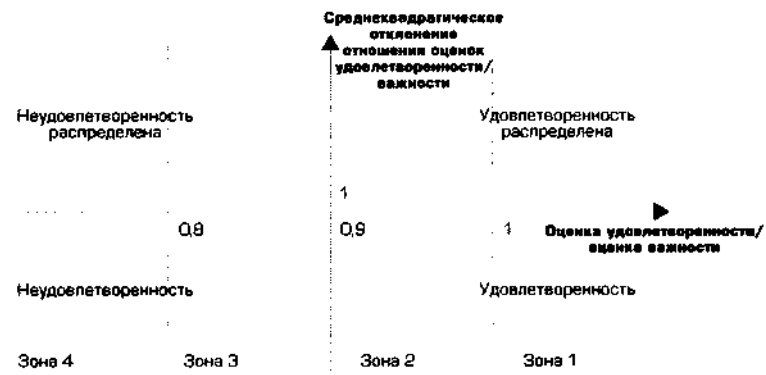 Среднеквадратическое
отклонение
отношения оценок
удовлетворенности/
важности
Неудовлетворенность
распределена
Удовлетворенность
распределена
1
0,8
0,9
1
Оценка удовлетворенности/
оценка важности
Неудовлетворенность
Удовлетворенность
Зона 4
Зона 3
Зона 2
Зона 1